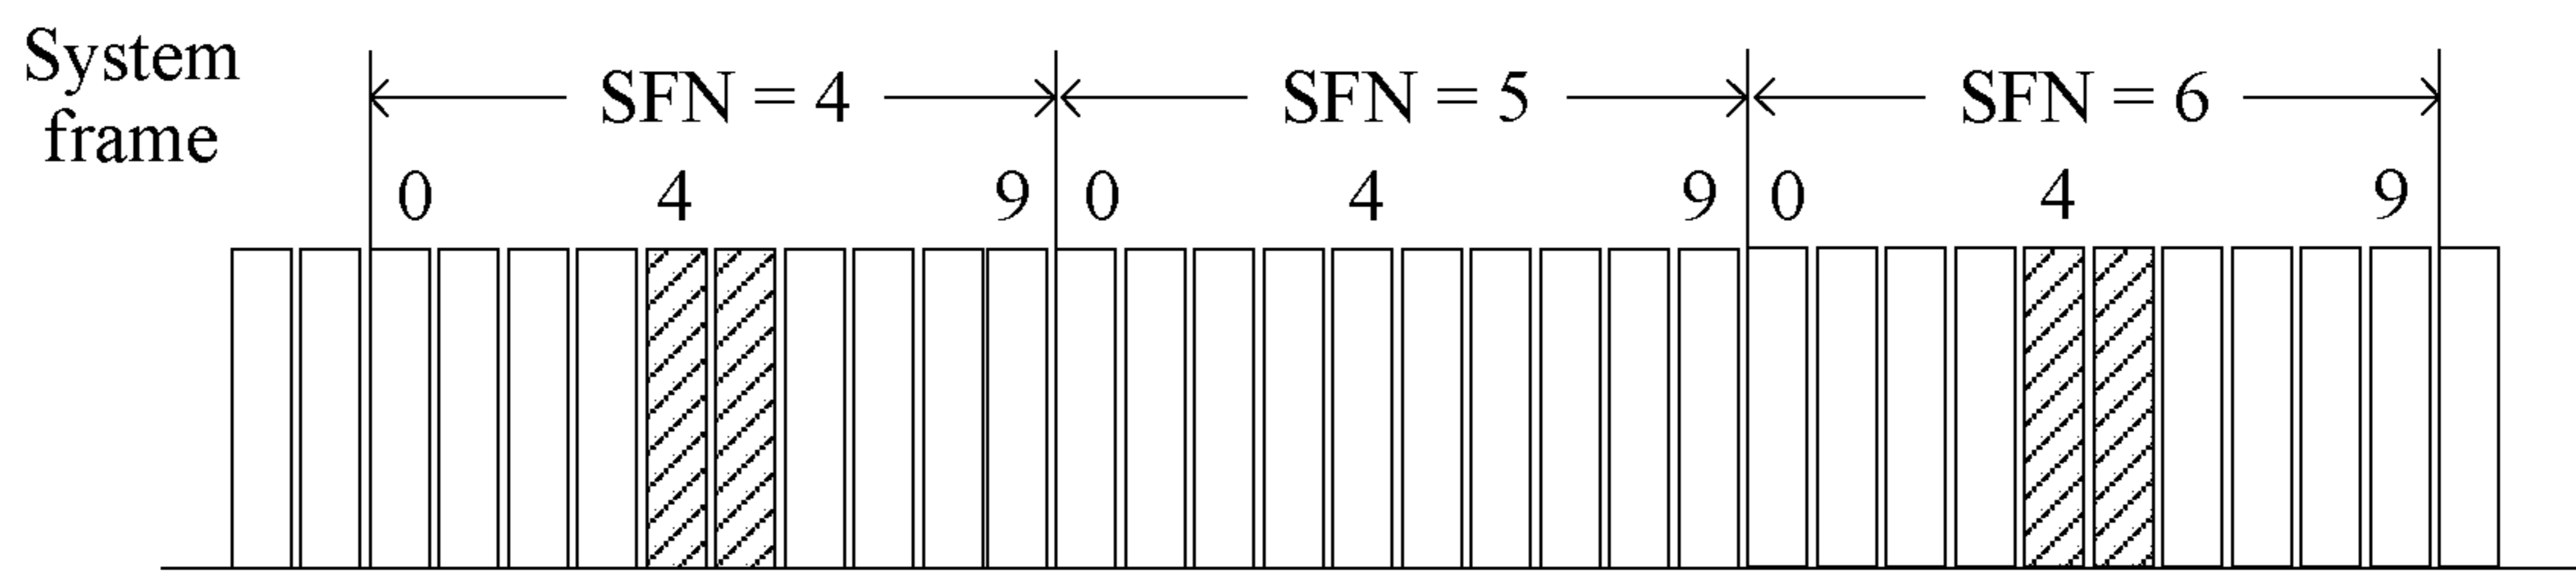 System
frame
SFN = 4 SFN = 5 SFN = 6
0 4 9 0 4 9 0 4 9